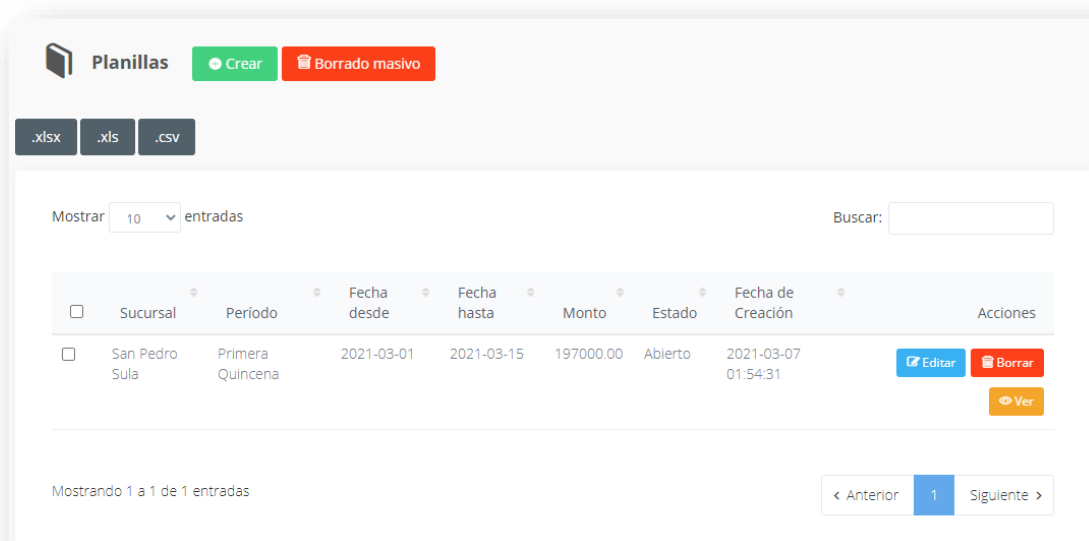 Planillas Crear Borrado masivo
.xlsx .xls .csv
Mostrar 10 entradas Buscar:
Sucursal Período Fecha desde Fecha hasta Monto Estado Fecha de Creación Acciones
San Pedro Sula Primera Quincena 2021-03-01 2021-03-15 197000.00 Abierto 2021-03-07 01:54:31 Editar Borrar
Ver
Mostrando 1 a 1 de 1 entradas Anterior 1 Siguiente